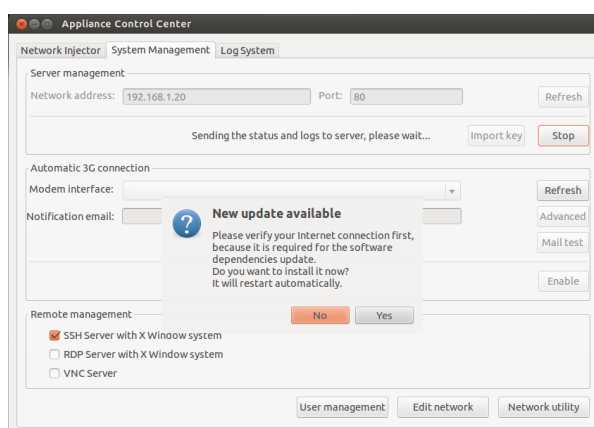 Appliance Control Center
Network Injector System Management Log System
Server management
Network address: 192.168.1.20 Port: 80 Refresh
Sending the status and logs to server, please wait... Import key Stop
Automatic 3G connection
Modem interface: Refresh
Notification email: Advanced
Mail test
Enable
New update available
Please verify your Internet connection first,
because it is required for the software
dependencies update.
Do you want to install it now?
It will restart automatically.
No Yes
Remote management
SSH Server with X Window system
RDP Server with X Window system
VNC Server
User management Edit network Network utility